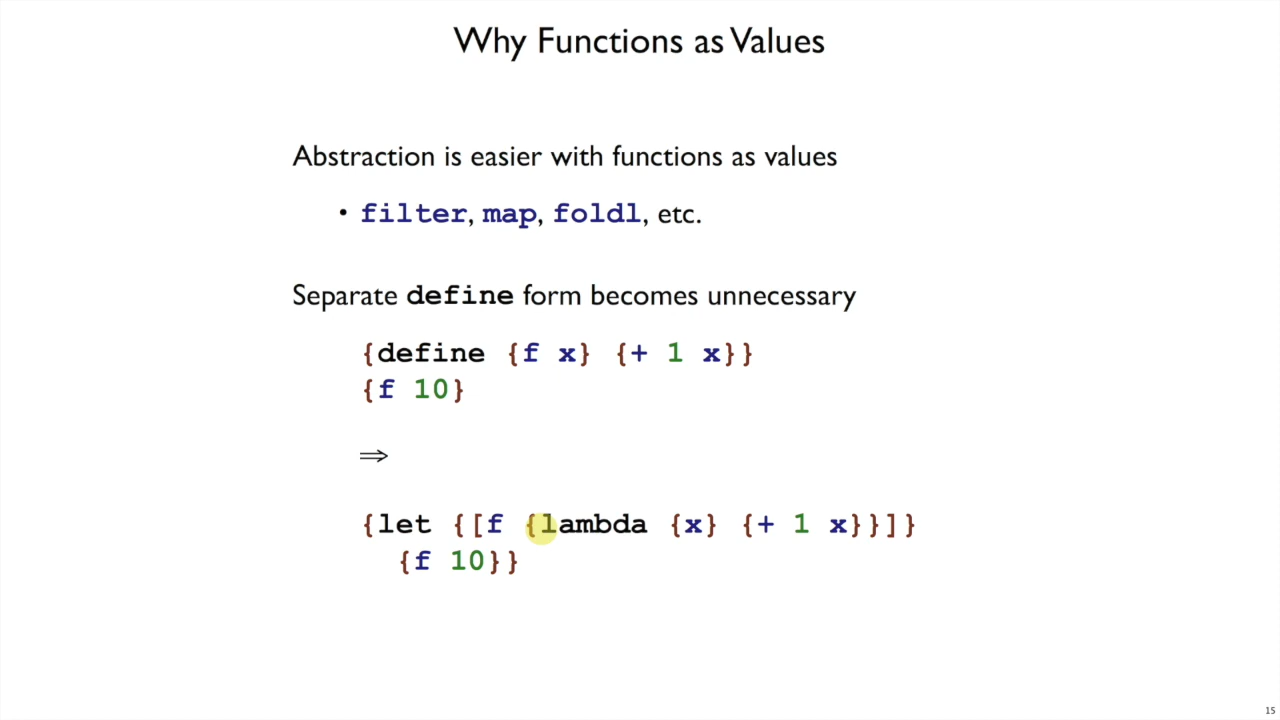 Why Functions as Values
Abstraction is easier with functions as values
• filter, map, foldl, etc.
Separate define form becomes unnecessary
{define {f x} {+ 1 x}}
{f 10}
⇒
{let {[f {lambda {x} {+ 1 x}}]}
{f 10}}
15